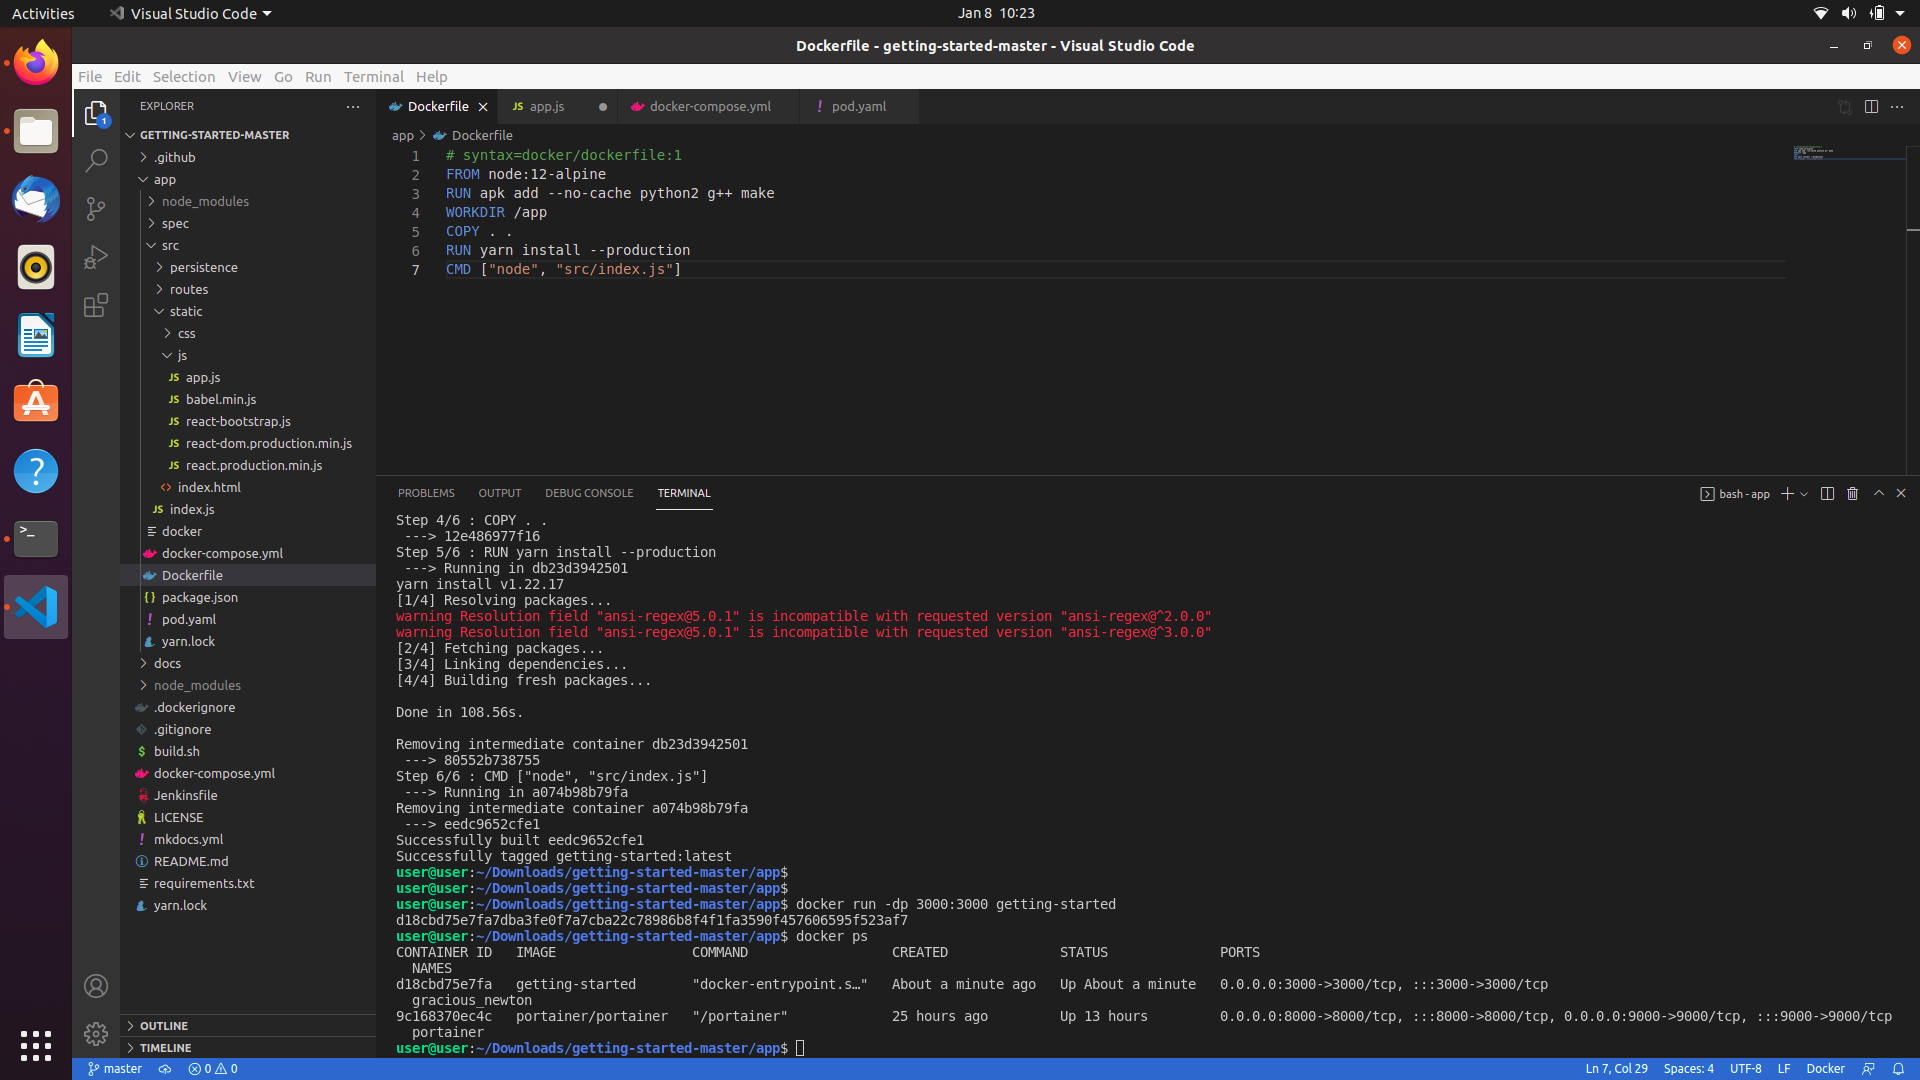 Activities
Visual Studio Code
Jan 8 10:23
Dockerfile - getting-started-master - Visual Studio Code
File Edit Selection View Go Run Terminal Help
EXPLORER
GETTING-STARTED-MASTER
.github
app
node_modules
spec
src
persistence
routes
static
css
js
JS app.js
JS babel.min.js
JS react-bootstrap.js
JS react-dom.production.min.js
JS react.production.min.js
<> index.html
JS index.js
docker
docker-compose.yml
Dockerfile
{} package.json
! pod.yaml
yarn.lock
docs
node_modules
.dockerignore
.gitignore
$ build.sh
docker-compose.yml
Jenkinsfile
LICENSE
! mkdocs.yml
README.md
requirements.txt
yarn.lock
OUTLINE
TIMELINE
1
Dockerfile
JS app.js
docker-compose.yml
! pod.yaml
app > Dockerfile
1 # syntax=docker/dockerfile:1
2 FROM node:12-alpine
3 RUN apk add --no-cache python2 g++ make
4 WORKDIR /app
5 COPY . .
6 RUN yarn install --production
7 CMD ["node", "src/index.js"]
PROBLEMS OUTPUT DEBUG CONSOLE TERMINAL
bash - app
Step 4/6 : COPY . .
 ---> 12e486977f16
Step 5/6 : RUN yarn install --production
 ---> Running in db23d3942501
yarn install v1.22.17
[1/4] Resolving packages...
warning Resolution field "ansi-regex@5.0.1" is incompatible with requested version "ansi-regex@^2.0.0"
warning Resolution field "ansi-regex@5.0.1" is incompatible with requested version "ansi-regex@^3.0.0"
[2/4] Fetching packages...
[3/4] Linking dependencies...
[4/4] Building fresh packages...
Done in 108.56s.
Removing intermediate container db23d3942501
 ---> 80552b738755
Step 6/6 : CMD ["node", "src/index.js"]
 ---> Running in a074b98b79fa
Removing intermediate container a074b98b79fa
 ---> eedc9652cfe1
Successfully built eedc9652cfe1
Successfully tagged getting-started:latest
user@user:~/Downloads/getting-started-master/app$
user@user:~/Downloads/getting-started-master/app$
user@user:~/Downloads/getting-started-master/app$ docker run -dp 3000:3000 getting-started
d18cbd75e7fa7dba3fe0f7a7cba22c78986b8f4f1fa3590f457606595f523af7
user@user:~/Downloads/getting-started-master/app$ docker ps
CONTAINER ID IMAGE COMMAND CREATED STATUS PORTS
NAMES
d18cbd75e7fa getting-started "docker-entrypoint.s…" About a minute ago Up About a minute 0.0.0.0:3000->3000/tcp, :::3000->3000/tcp
gracious_newton
9c168370ec4c portainer/portainer "/portainer" 25 hours ago Up 13 hours 0.0.0.0:8000->8000/tcp, :::8000->8000/tcp, 0.0.0.0:9000->9000/tcp, :::9000->9000/tcp
portainer
user@user:~/Downloads/getting-started-master/app$
master 0 0
Ln 7, Col 29 Spaces: 4 UTF-8 LF Docker